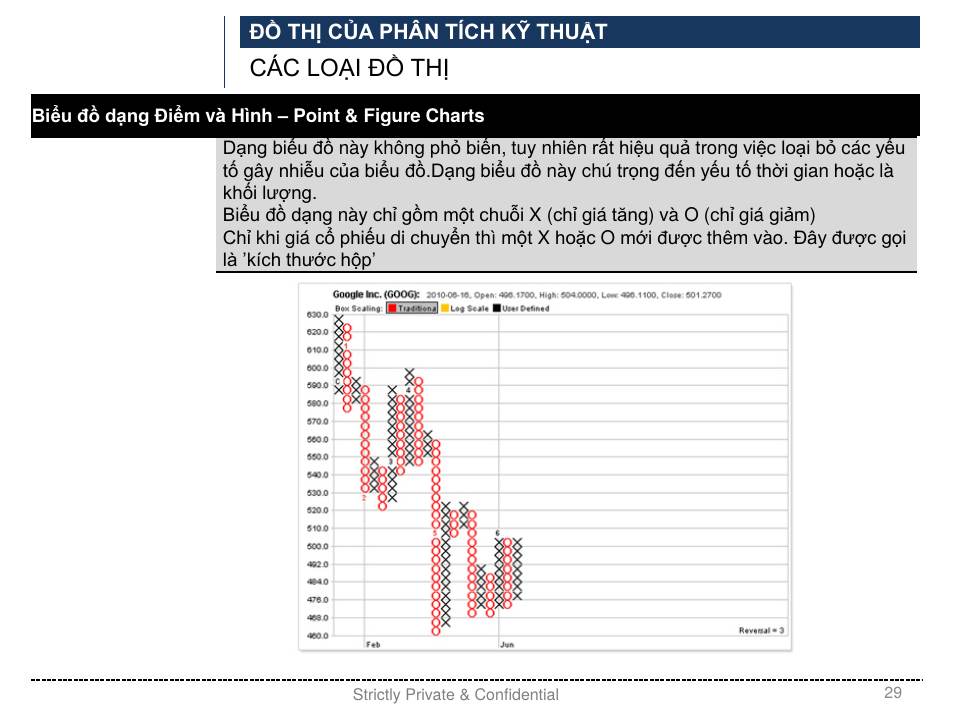 ĐỒ THỊ CỦA PHÂN TÍCH KỸ THUẬT
CÁC LOẠI ĐỒ THỊ
Biểu đồ dạng Điểm và Hình – Point & Figure Charts
Dạng biểu đồ này không phổ biến, tuy nhiên rất hiệu quả trong việc loại bỏ các yếu
tố gây nhiễu của biểu đồ.Dạng biểu đồ này chú trọng đến yếu tố thời gian hoặc là
khối lượng.
Biểu đồ dạng này chỉ gồm một chuỗi X (chỉ giá tăng) và O (chỉ giá giảm)
Chỉ khi giá cổ phiếu di chuyển thì một X hoặc O mới được thêm vào. Đây được gọi
là ’kích thước hộp’
Google Inc. (GOOG): 2010-06-16, Open: 496.1700, High: 504.0000, Low: 496.1100, Close: 501.2700
Box Scaling: Traditional Log Scale User Defined
630.0
620.0
610.0
600.0
590.0
580.0
570.0
560.0
550.0
540.0
530.0
520.0
510.0
500.0
492.0
484.0
476.0
468.0
460.0
1
C
2
3
4
5
6
Reversal = 3
Feb Jun
Strictly Private & Confidential
29